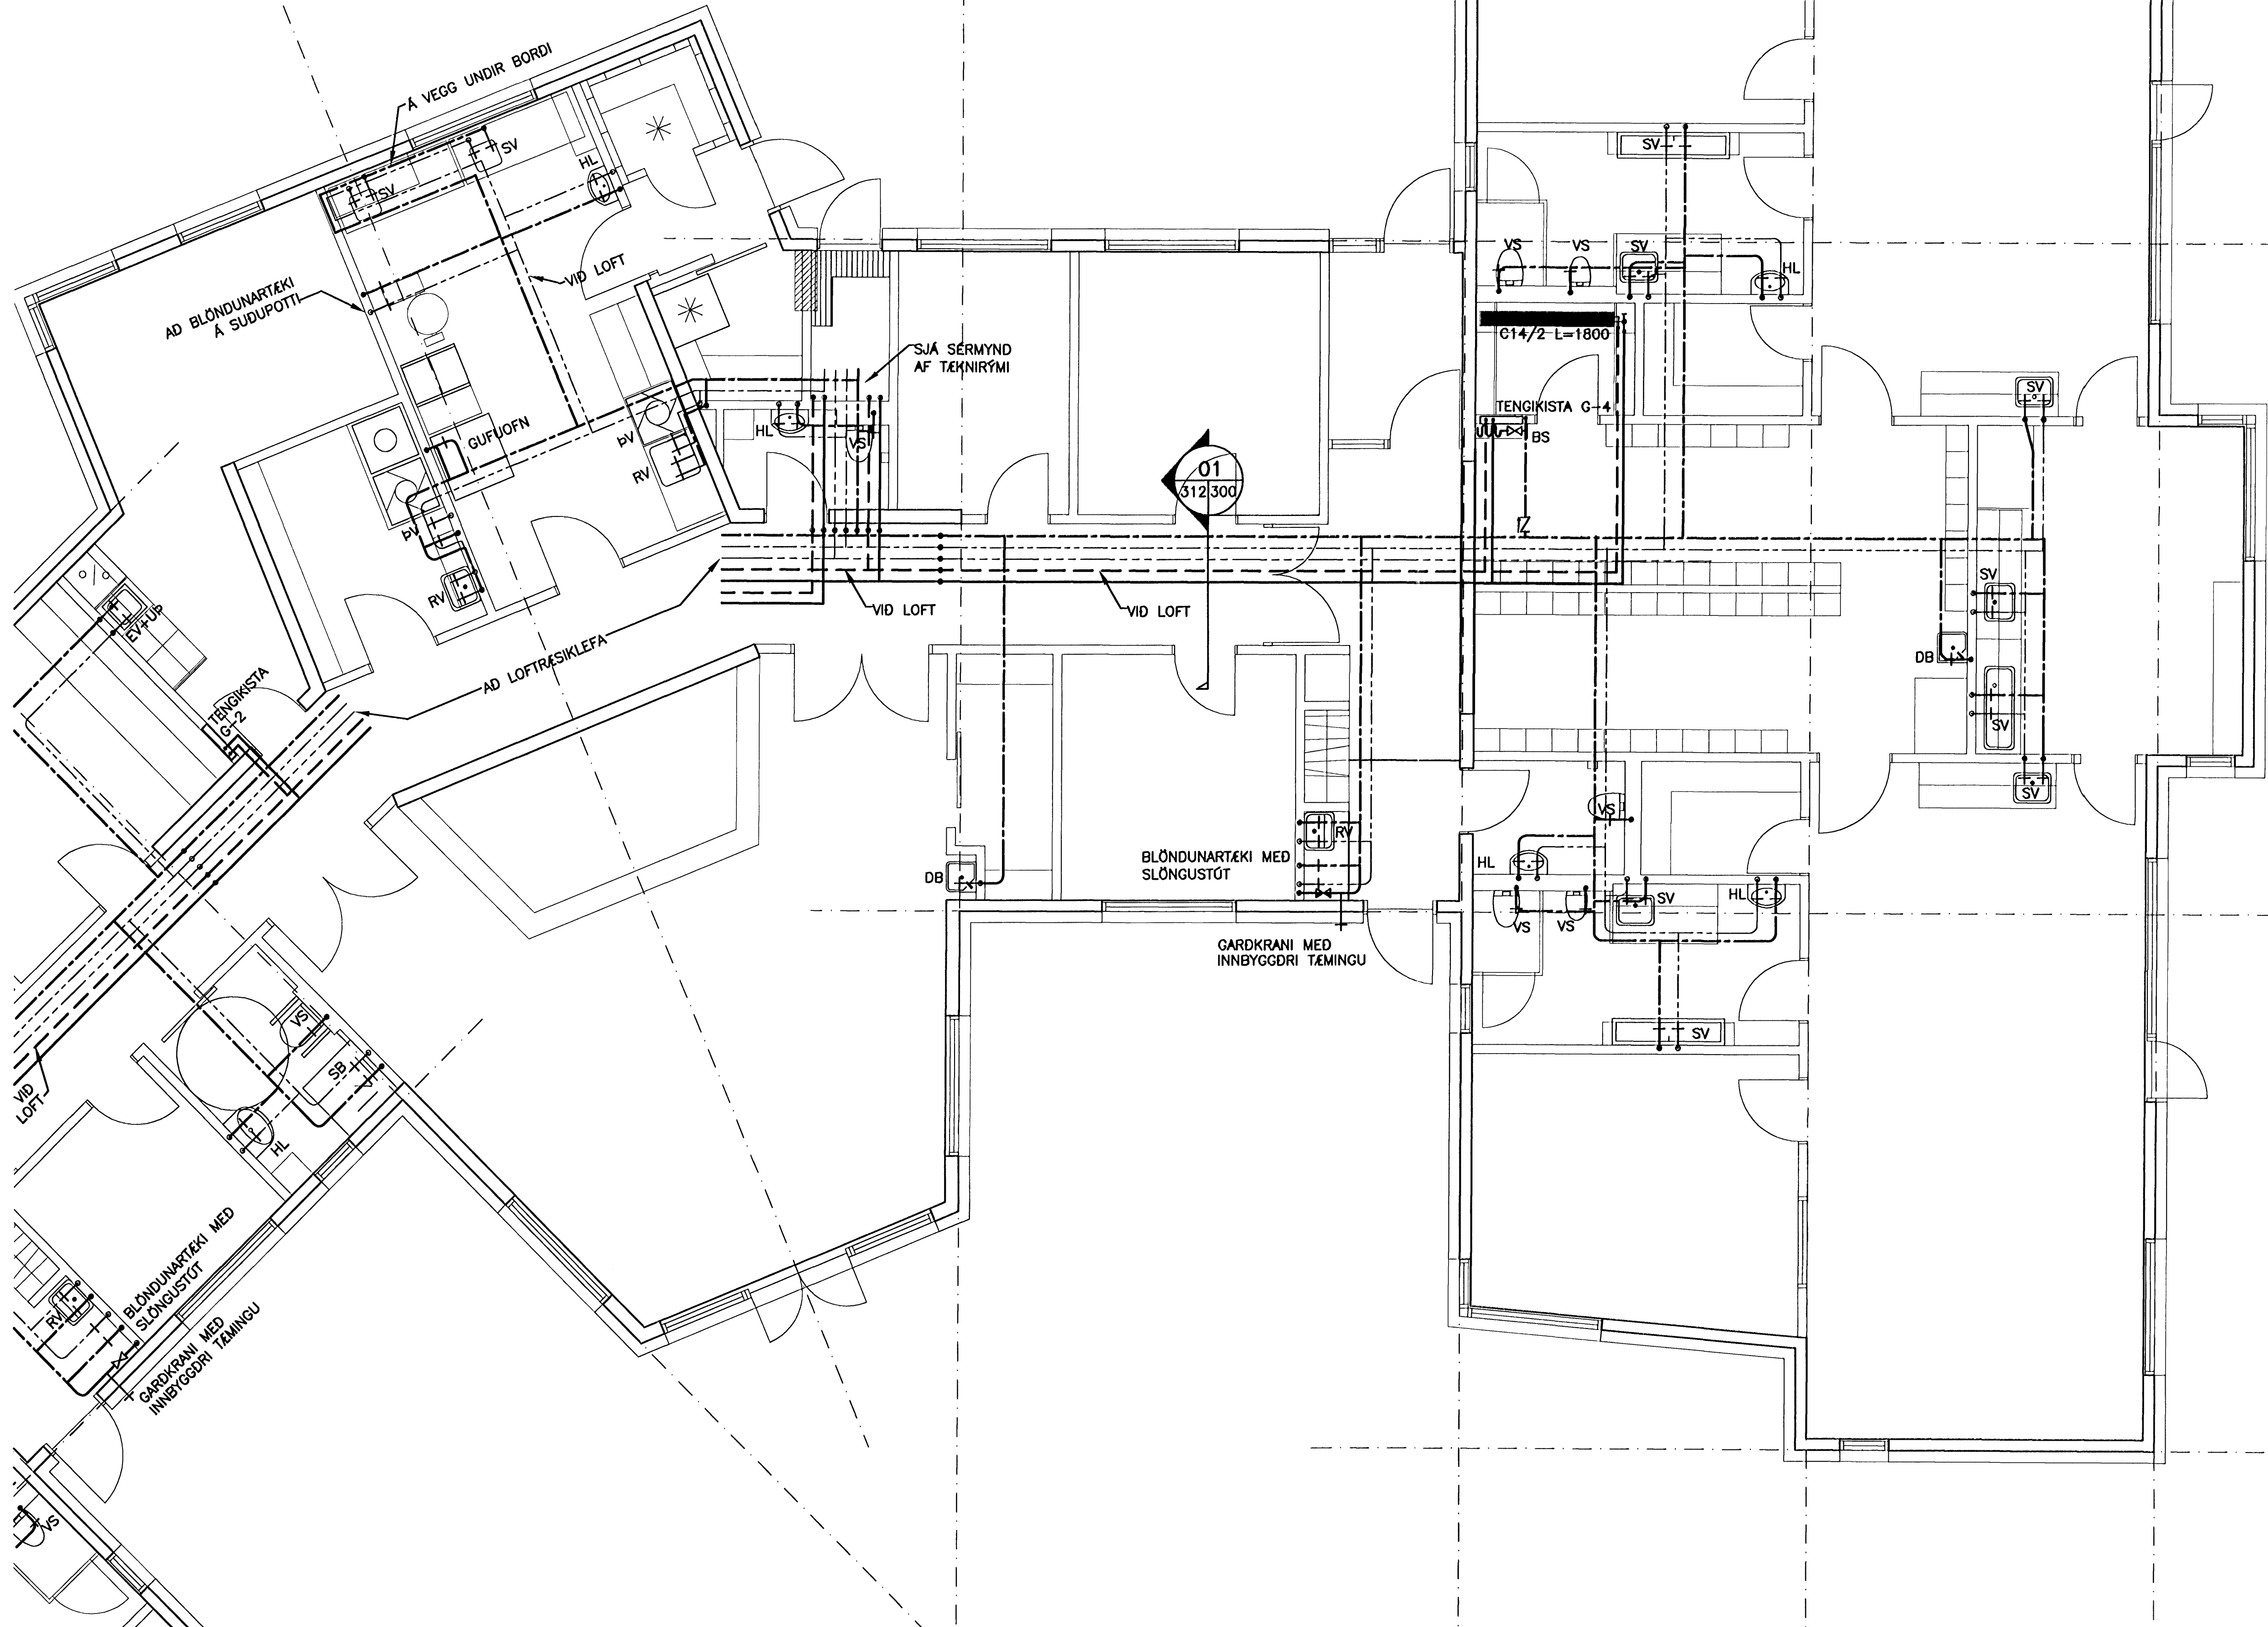 Á VEGG UNDIR BORÐI
SV
SV
HL
VIÐ LOFT
AÐ BLÖNDUNARTÆKI
Á SUÐUPOTTI
GUFUOFN
ÞV
RV
ÞV
RV
EV+UP
TENGIKISTA
G-2
AÐ LOFTRÆSIKLEFA
SJÁ SÉRMYND
AF TÆKNIRÝMI
HL
VS
VIÐ LOFT
VIÐ LOFT
01
312
300
SV
VS
VS
SV
HL
C14/2 L=1800
TENGIKISTA G-4
BS
SV
SV
DB
SV
SV
DB
RV
BLÖNDUNARTÆKI MEÐ
SLÖNGUSTÚT
GARÐKRANI MEÐ
INNBYGGÐRI TÆMINGU
VS
HL
VS
VS
SV
HL
SV
VIÐ
LOFT
VS
SB
HL
RV
BLÖNDUNARTÆKI MEÐ
SLÖNGUSTÚT
GARÐKRANI MEÐ
INNBYGGÐRI TÆMINGU
VS